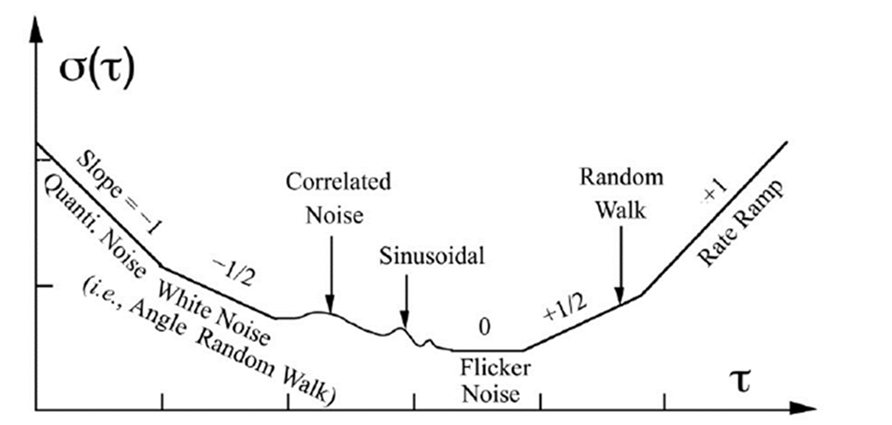 σ(τ)
Slope = −1
Quanti. Noise
−1/2
White Noise
(i.e., Angle Random Walk)
Correlated
Noise
Sinusoidal
0
Flicker
Noise
+1/2
Random
Walk
+1
Rate Ramp
τ